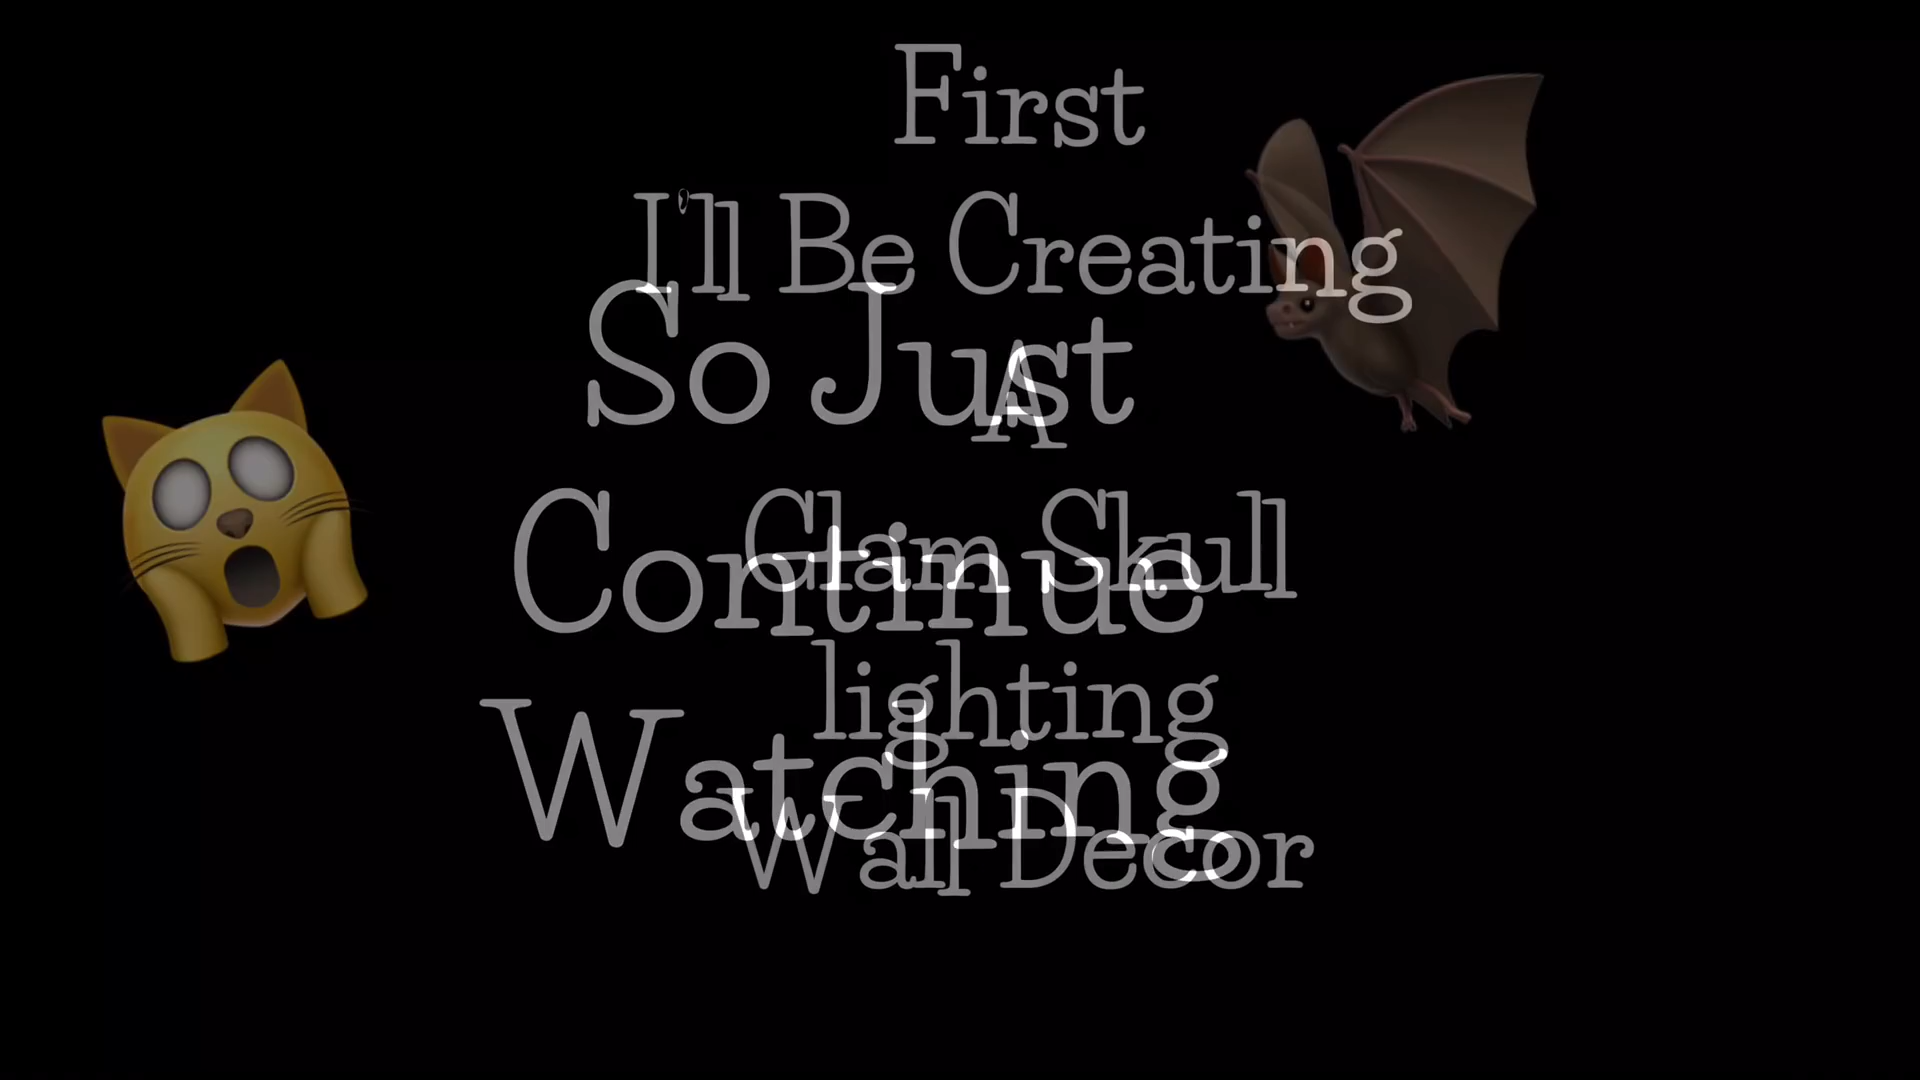 First
I'll Be Creating
A
Glam Skull
lighting
Wall Decor
So Just
Continue
Watching